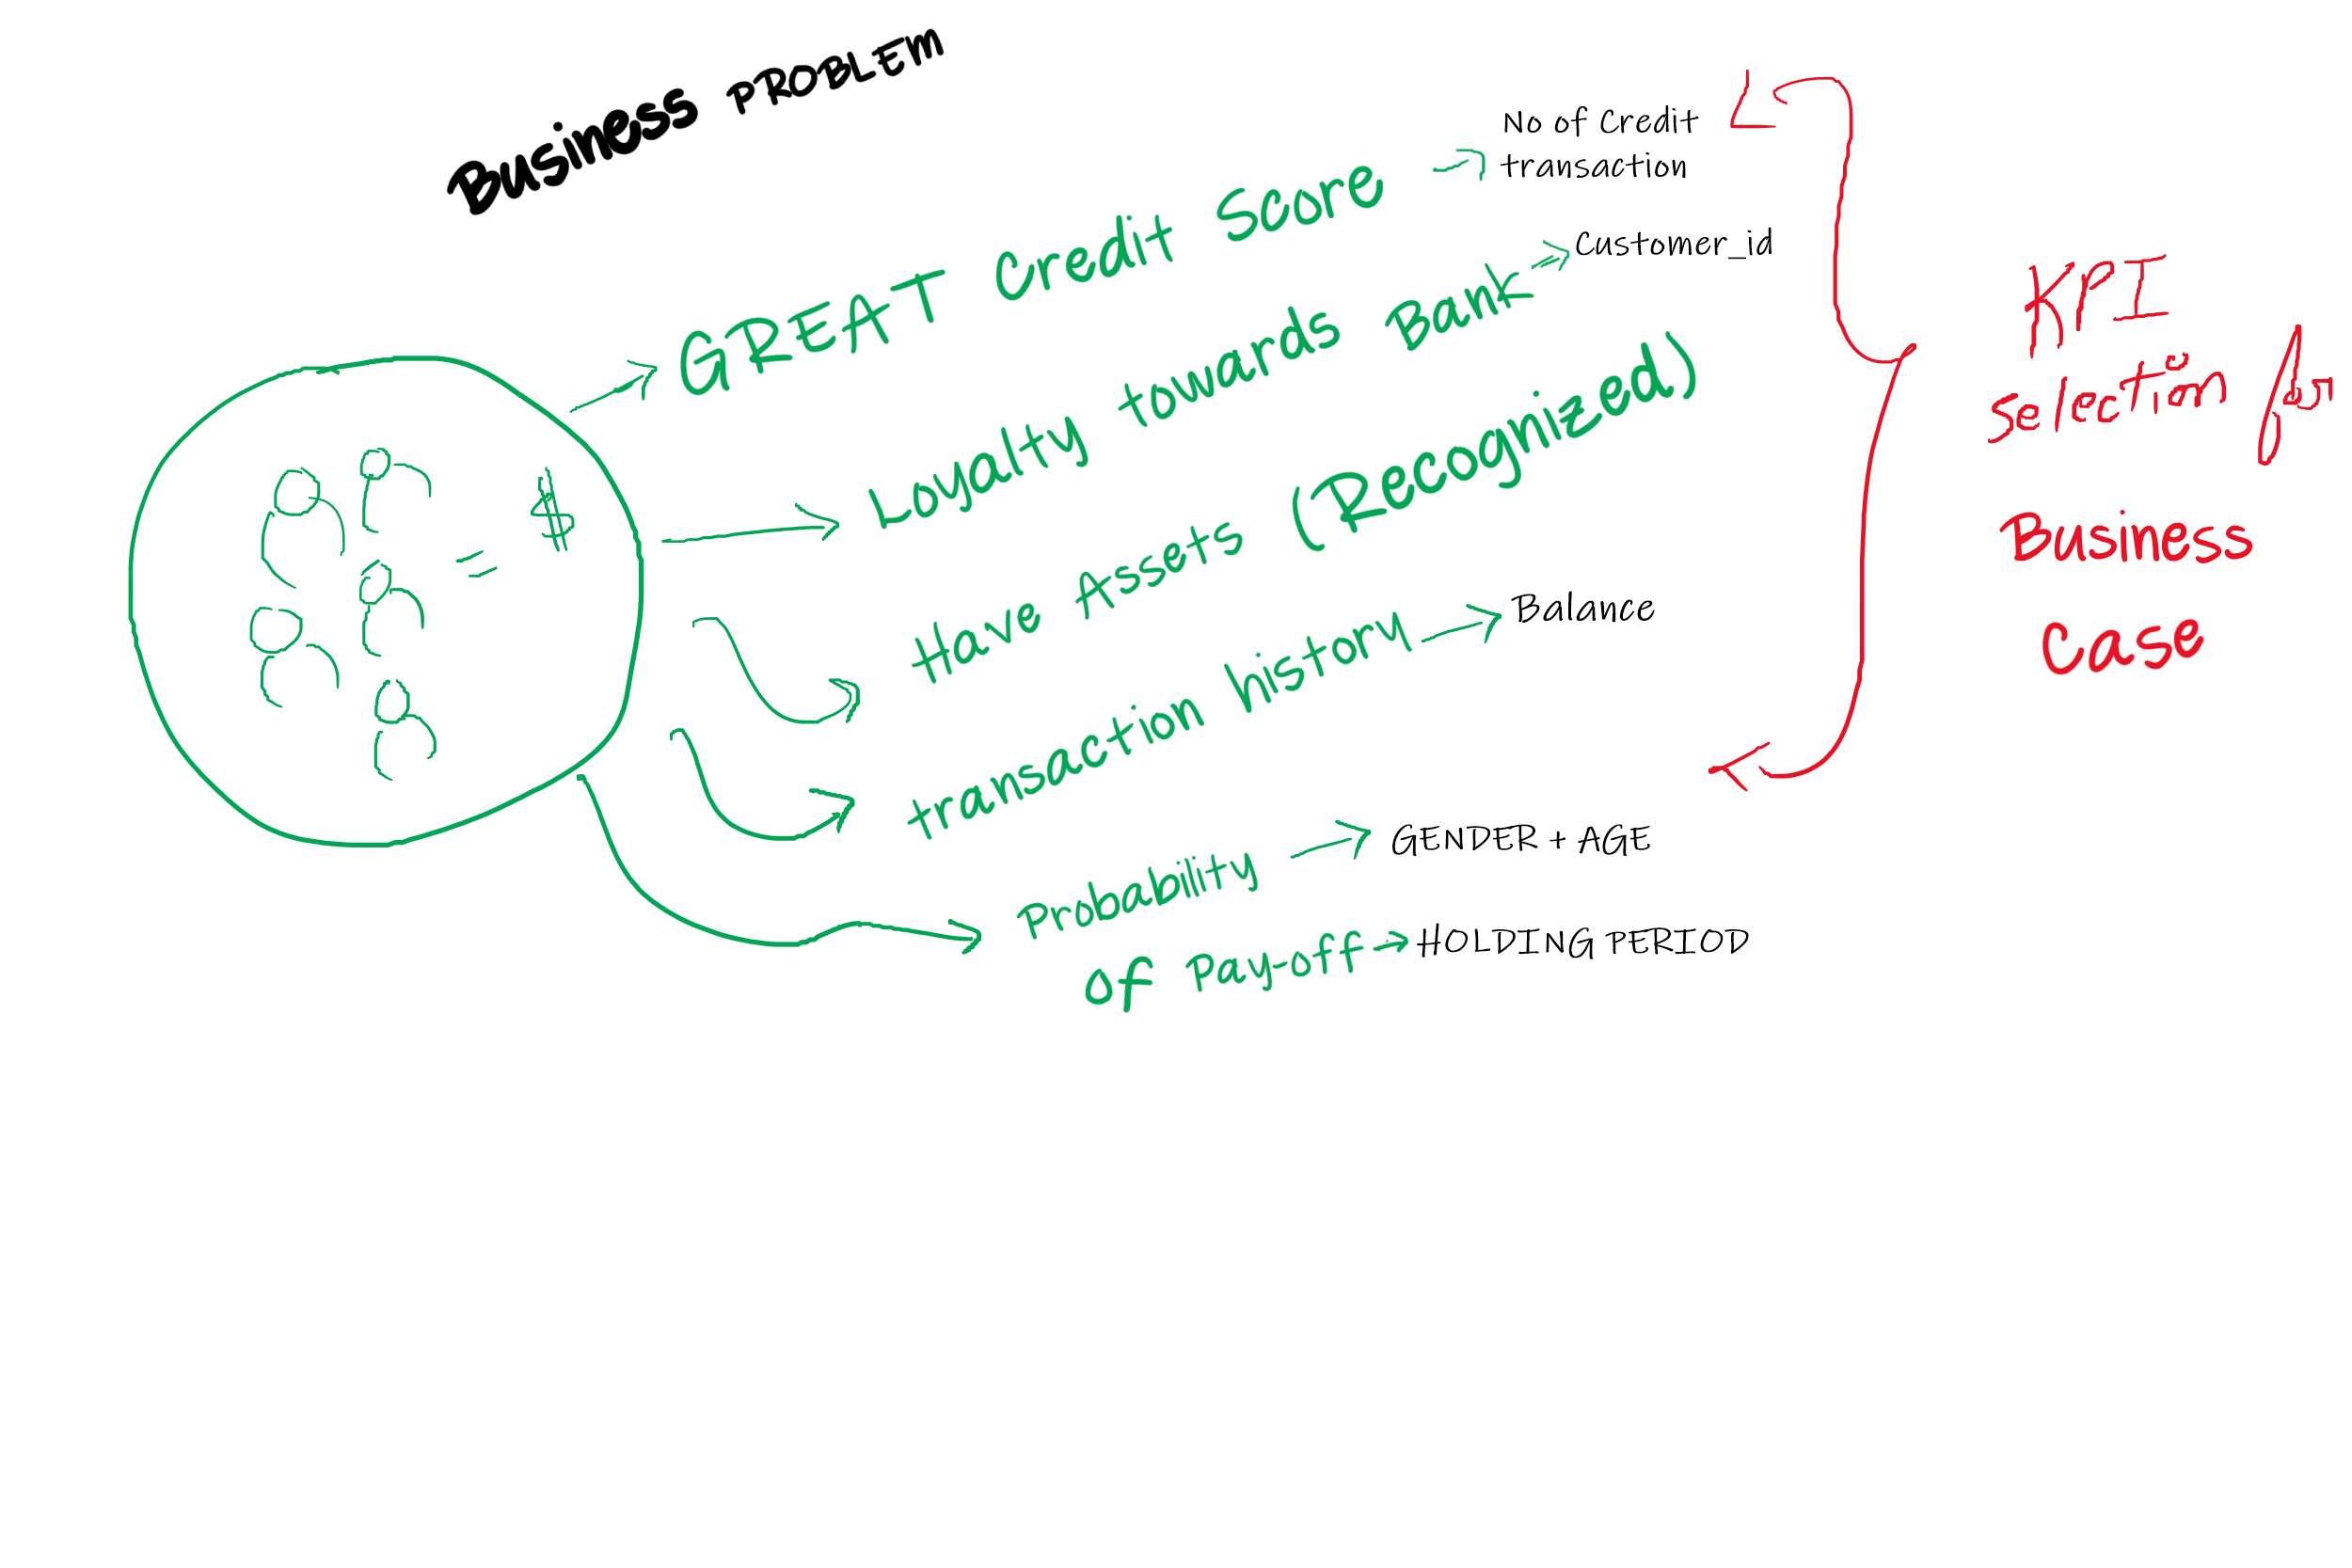 Business PROBLEM
GREAT Credit Score
No of Credit
transaction
Loyalty towards Bank
Customer_id
Have Assets (Recognized)
transaction history
Balance
Probability
GENDER + AGE
of Pay-off
HOLDING PERIOD
KPI
selection /
Business
Case